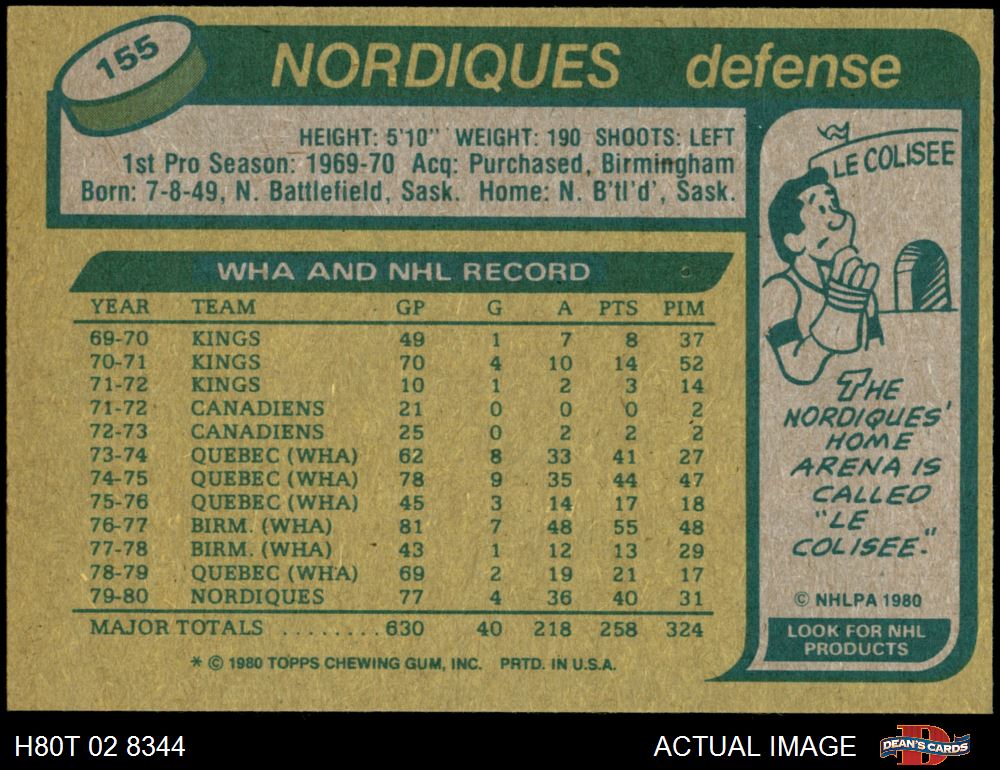 155
NORDIQUES defense
HEIGHT: 5'10" WEIGHT: 190 SHOOTS: LEFT
1st Pro Season: 1969-70 Acq: Purchased, Birmingham
Born: 7-8-49, N. Battlefield, Sask. Home: N. B'tl'd', Sask.
WHA AND NHL RECORD
YEAR TEAM GP G A PTS PIM
69-70 KINGS 49 1 7 8 37
70-71 KINGS 70 4 10 14 52
71-72 KINGS 10 1 2 3 14
71-72 CANADIENS 21 0 0 0 2
72-73 CANADIENS 25 0 2 2 2
73-74 QUEBEC (WHA) 62 8 33 41 27
74-75 QUEBEC (WHA) 78 9 35 44 47
75-76 QUEBEC (WHA) 45 3 14 17 18
76-77 BIRM. (WHA) 81 7 48 55 48
77-78 BIRM. (WHA) 43 1 12 13 29
78-79 QUEBEC (WHA) 69 2 19 21 17
79-80 NORDIQUES 77 4 36 40 31
MAJOR TOTALS ........630 40 218 258 324
* © 1980 TOPPS CHEWING GUM, INC. PRTD. IN U.S.A.
LE COLISEE
THE
NORDIQUES'
HOME
ARENA IS
CALLED
"LE
COLISEE."
© NHLPA 1980
LOOK FOR NHL
PRODUCTS
H80T 02 8344
ACTUAL IMAGE
D
DEAN'S CARDS